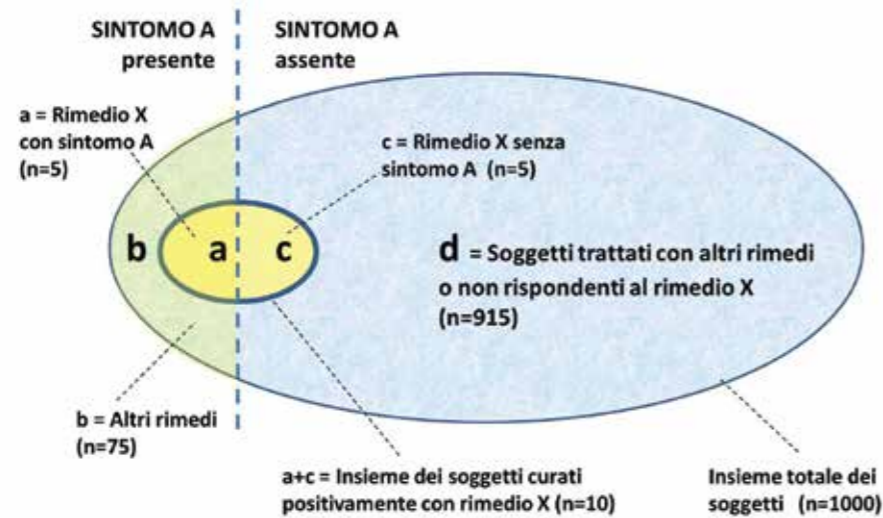 SINTOMO A
presente
SINTOMO A
assente
a = Rimedio X
con sintomo A
(n=5)
c = Rimedio X senza
sintomo A (n=5)
b
a
c
d = Soggetti trattati con altri rimedi
o non rispondenti al rimedio X
(n=915)
b = Altri rimedi
(n=75)
a+c = Insieme dei soggetti curati
positivamente con rimedio X (n=10)
Insieme totale dei
soggetti (n=1000)